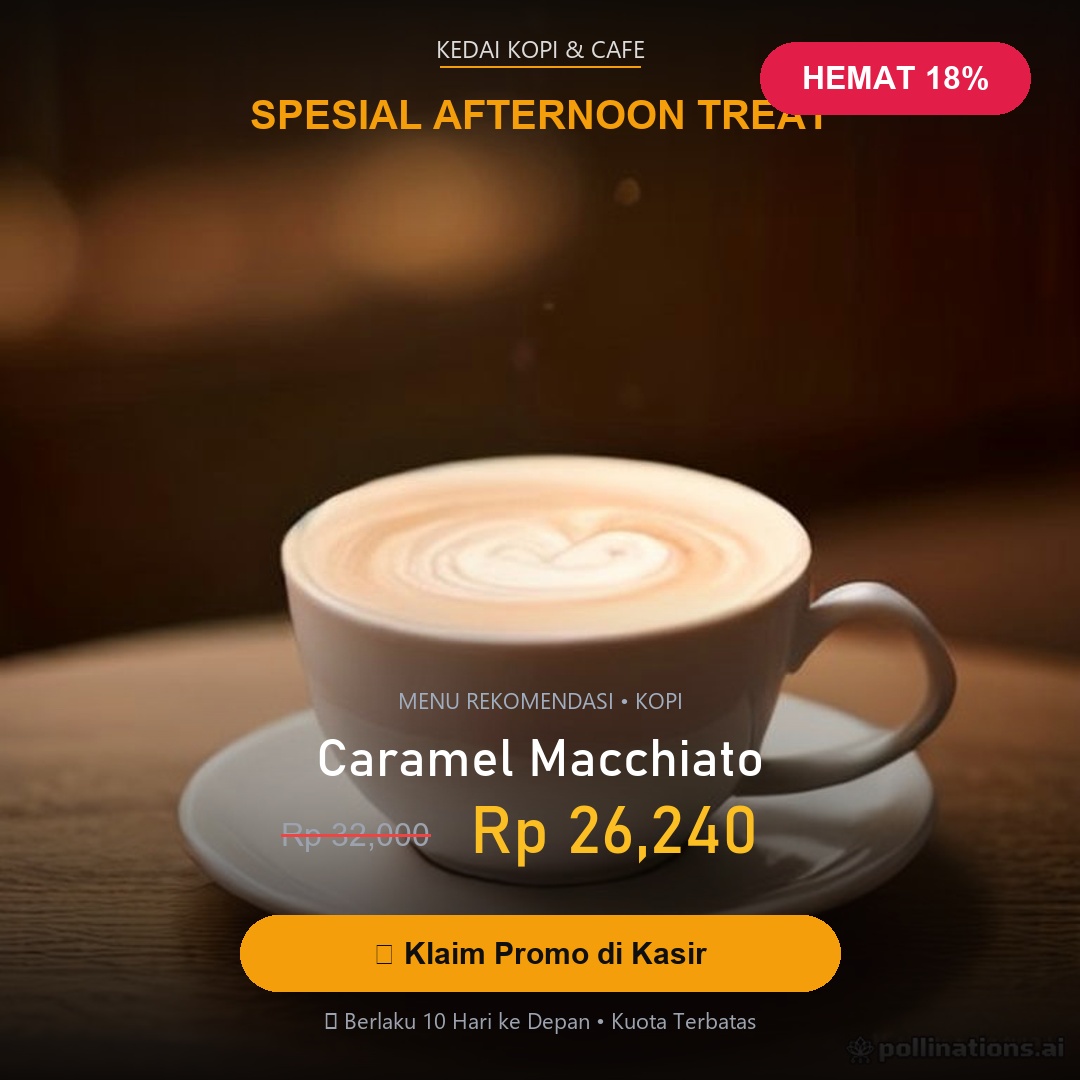 KEDAI KOPI & CAFE
HEMAT 18%
SPESIAL AFTERNOON TREAT
MENU REKOMENDASI • KOPI
Caramel Macchiato
Rp 32,000 Rp 26,240
Klaim Promo di Kasir
Berlaku 10 Hari ke Depan • Kuota Terbatas
pollinations.ai